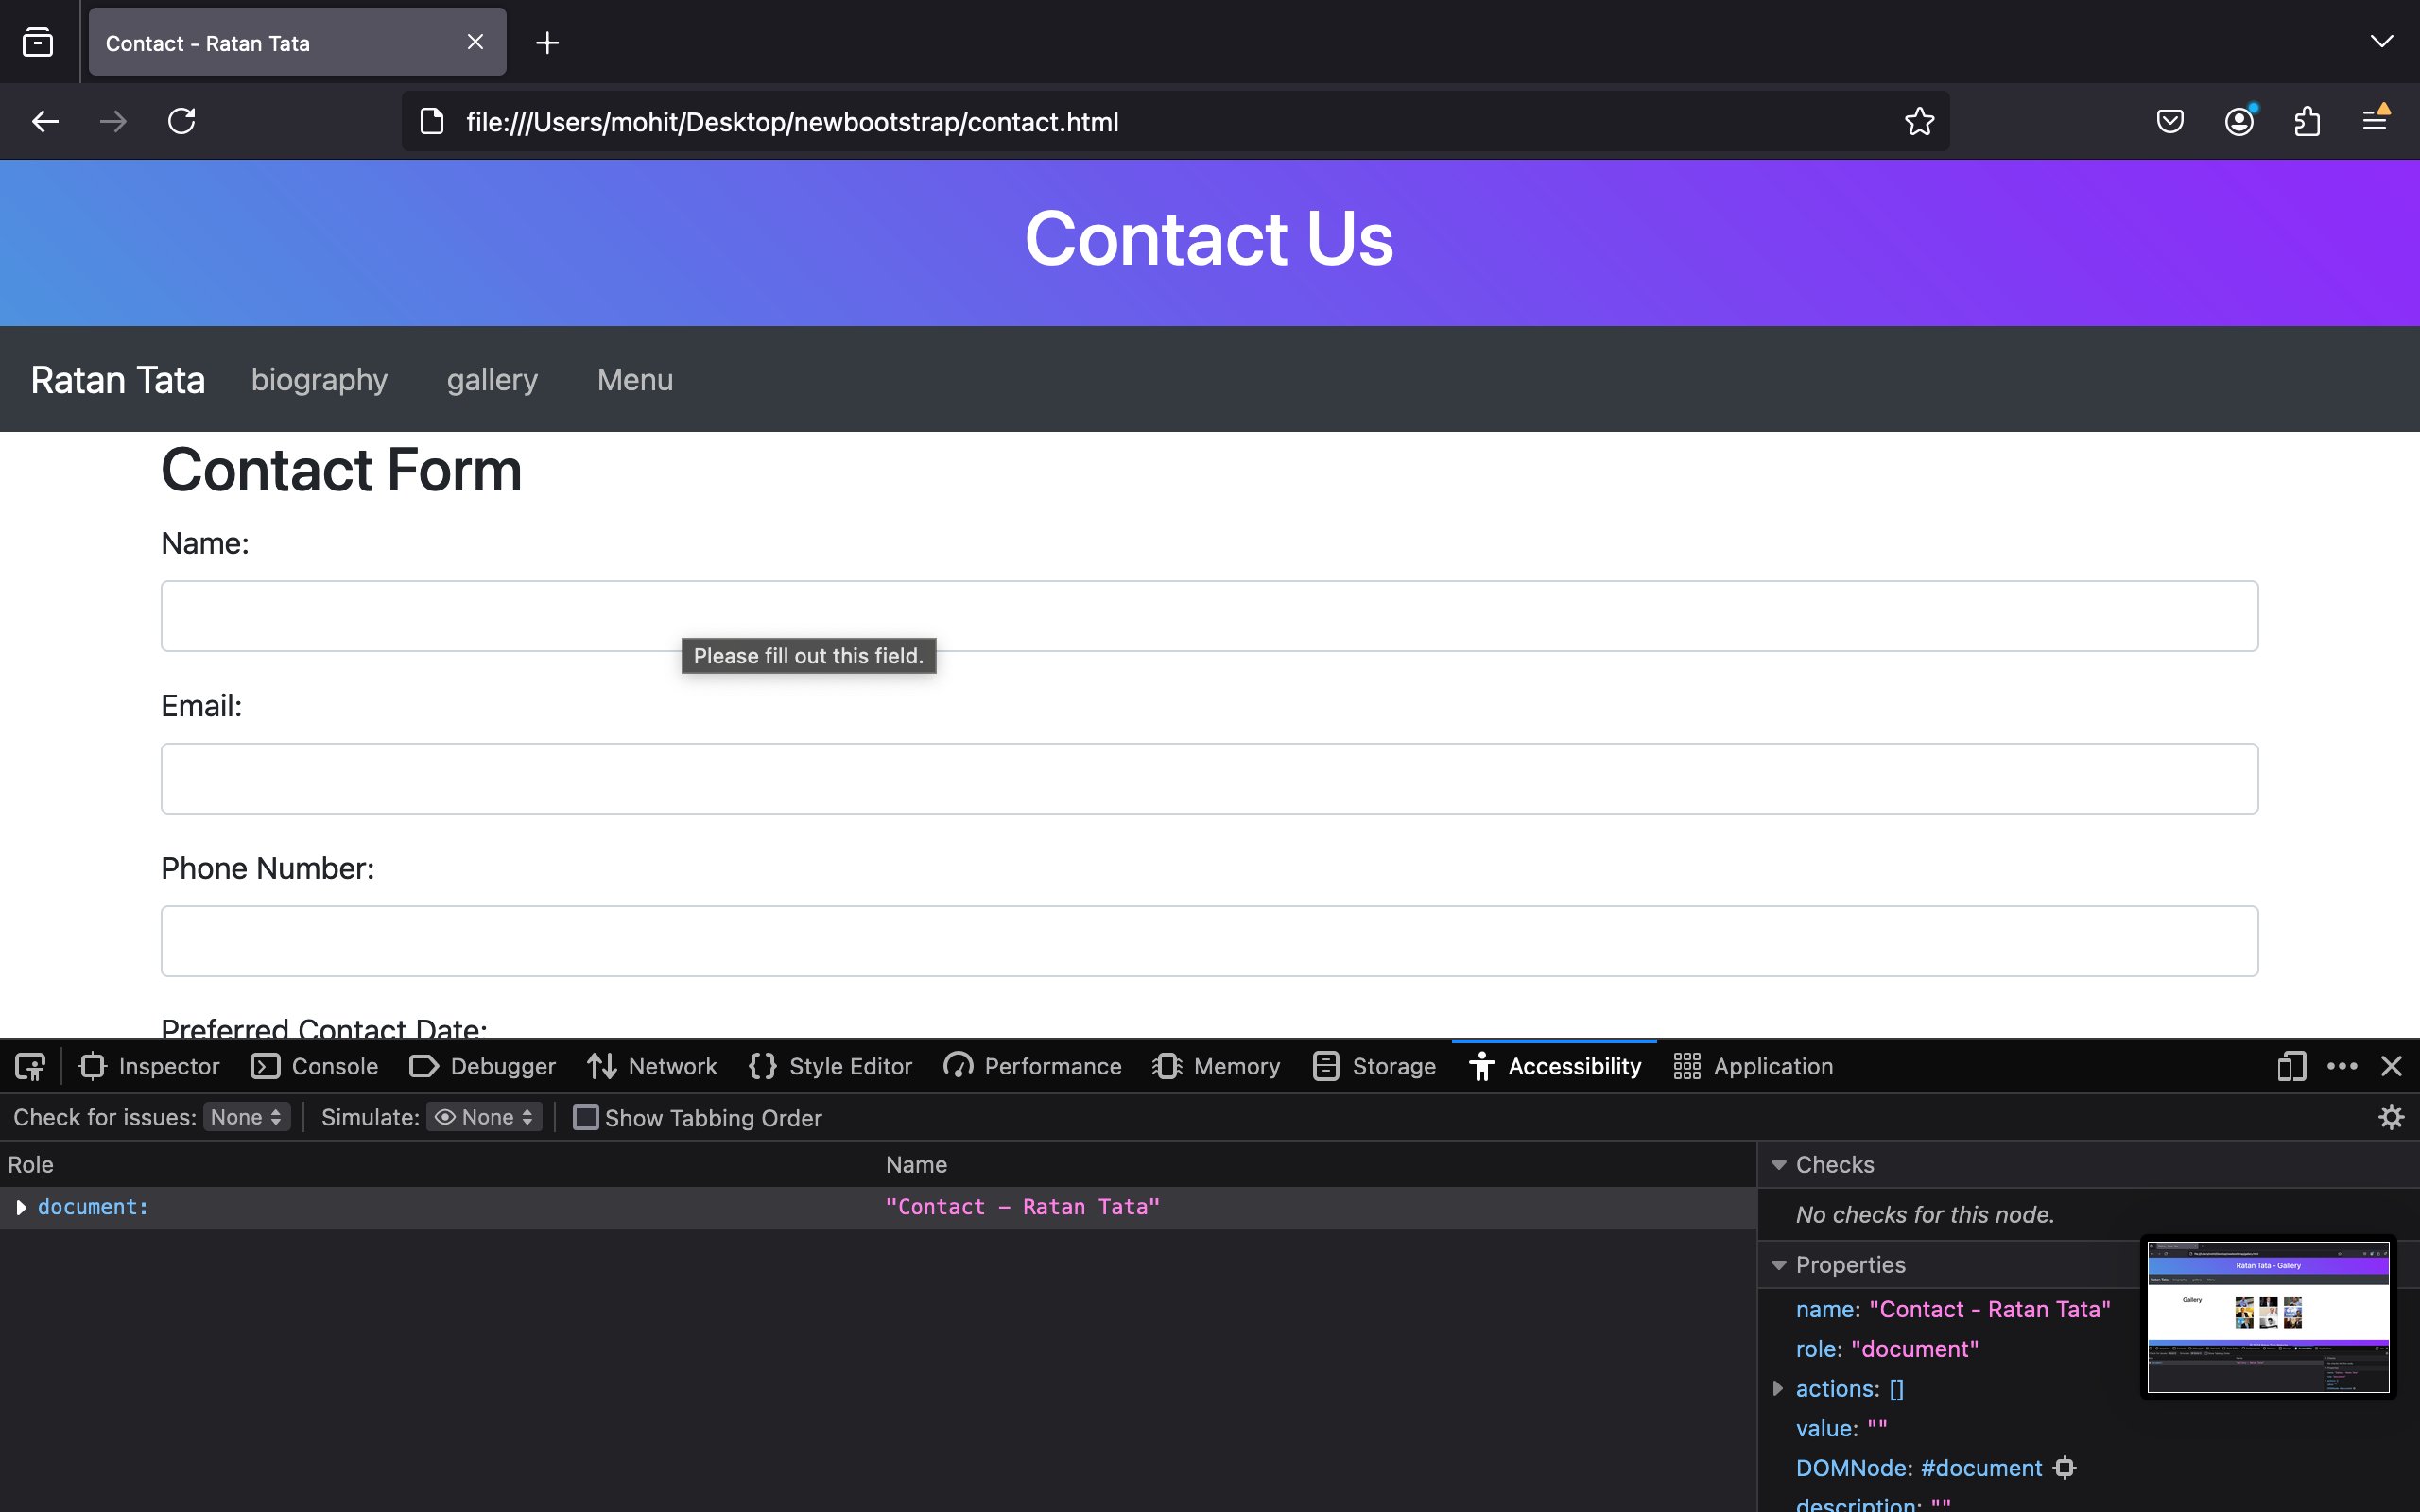 Contact - Ratan Tata
file:///Users/mohit/Desktop/newbootstrap/contact.html
Contact Us
Ratan Tata biography gallery Menu
Contact Form
Name:
Please fill out this field.
Email:
Phone Number:
Preferred Contact Date:
Inspector Console Debugger Network Style Editor Performance Memory Storage Accessibility Application
Check for issues: None Simulate: None Show Tabbing Order
Role Name
document: "Contact – Ratan Tata"
Checks
No checks for this node.
Properties
name: "Contact - Ratan Tata"
role: "document"
actions: []
value: ""
DOMNode: #document
description: ""
Ratan Tata - Gallery
Gallery